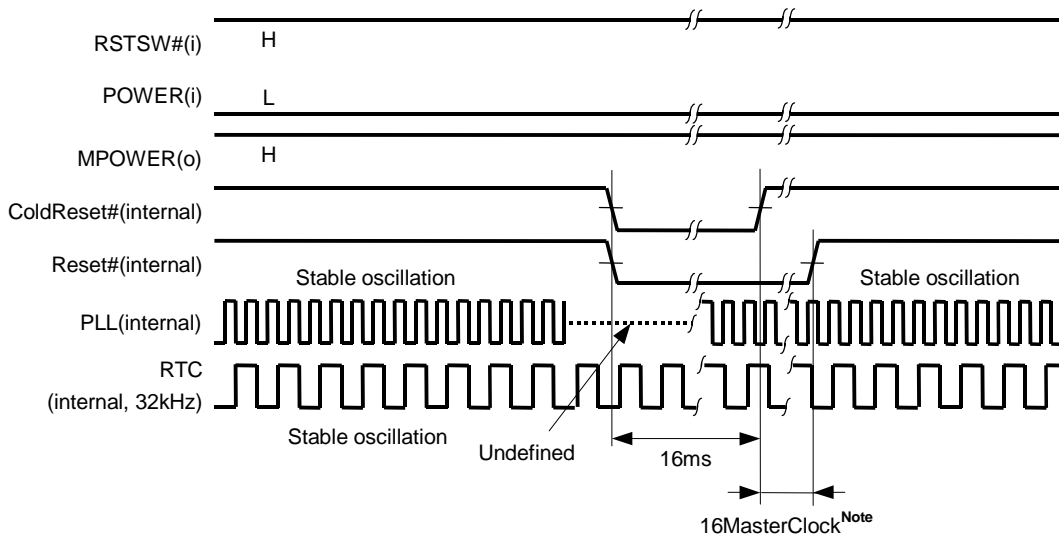 RSTSW#(i)
H
POWER(i)
L
MPOWER(o)
H
ColdReset#(internal)
Reset#(internal)
Stable oscillation
Stable oscillation
PLL(internal)
RTC
(internal, 32kHz)
Stable oscillation
Undefined
16ms
16MasterClockNote